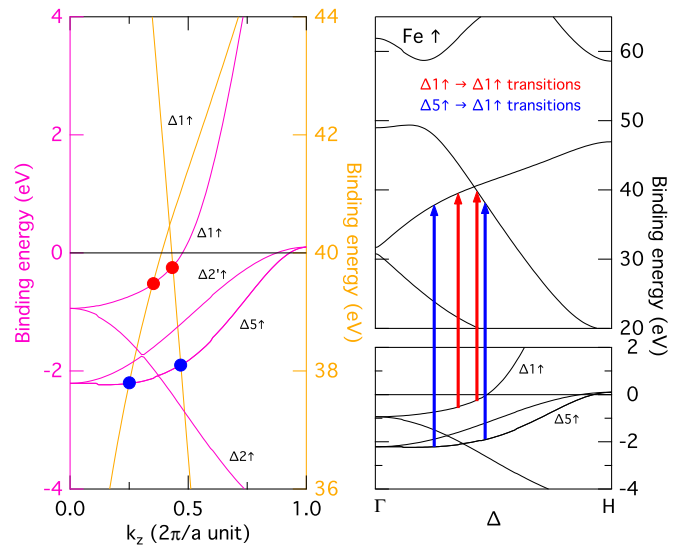 4
2
0
-2
-4
Binding energy (eV)
0.0
0.5
1.0
k_z (2π/a unit)
44
42
40
38
36
Binding energy (eV)
Δ1↑
Δ1↑
Δ2'↑
Δ5↑
Δ2↑
Fe ↑
Δ1↑ → Δ1↑ transitions
Δ5↑ → Δ1↑ transitions
60
50
40
30
20
2
0
-2
-4
Binding energy (eV)
Δ1↑
Δ5↑
Γ
Δ
H